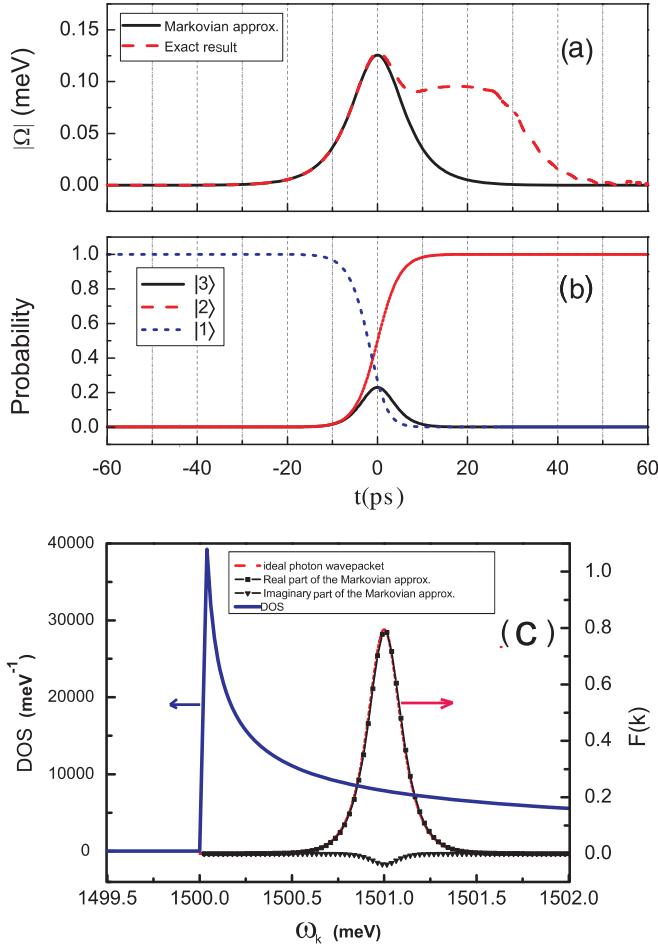 Markovian approx.
Exact result
(a)
|Ω| (meV)
0.15
0.10
0.05
0.00
|3⟩
|2⟩
|1⟩
(b)
Probability
1.0
0.8
0.6
0.4
0.2
0.0
-60 -40 -20 0 20 40 60
t(ps)
ideal photon wavepacket
Real part of the Markovian approx.
Imaginary part of the Markovian approx.
DOS
(C)
DOS (meV⁻¹)
40000
30000
20000
10000
0
F(k)
1.0
0.8
0.6
0.4
0.2
0.0
1499.5 1500.0 1500.5 1501.0 1501.5 1502.0
ω_k (meV)